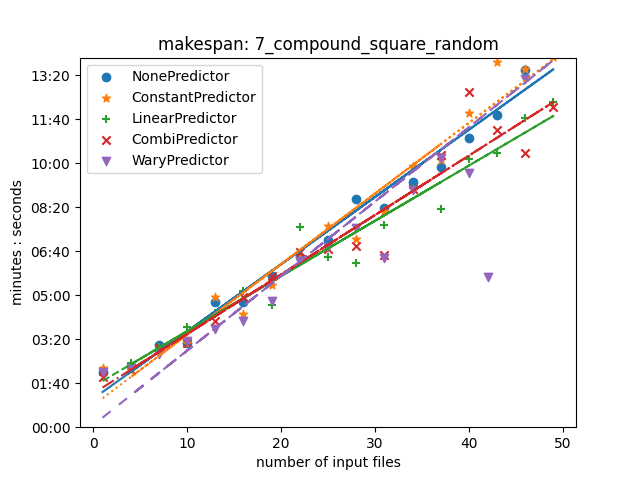 makespan: 7_compound_square_random
NonePredictor
ConstantPredictor
LinearPredictor
CombiPredictor
WaryPredictor
minutes : seconds
13:20
11:40
10:00
08:20
06:40
05:00
03:20
01:40
00:00
0 10 20 30 40 50
number of input files